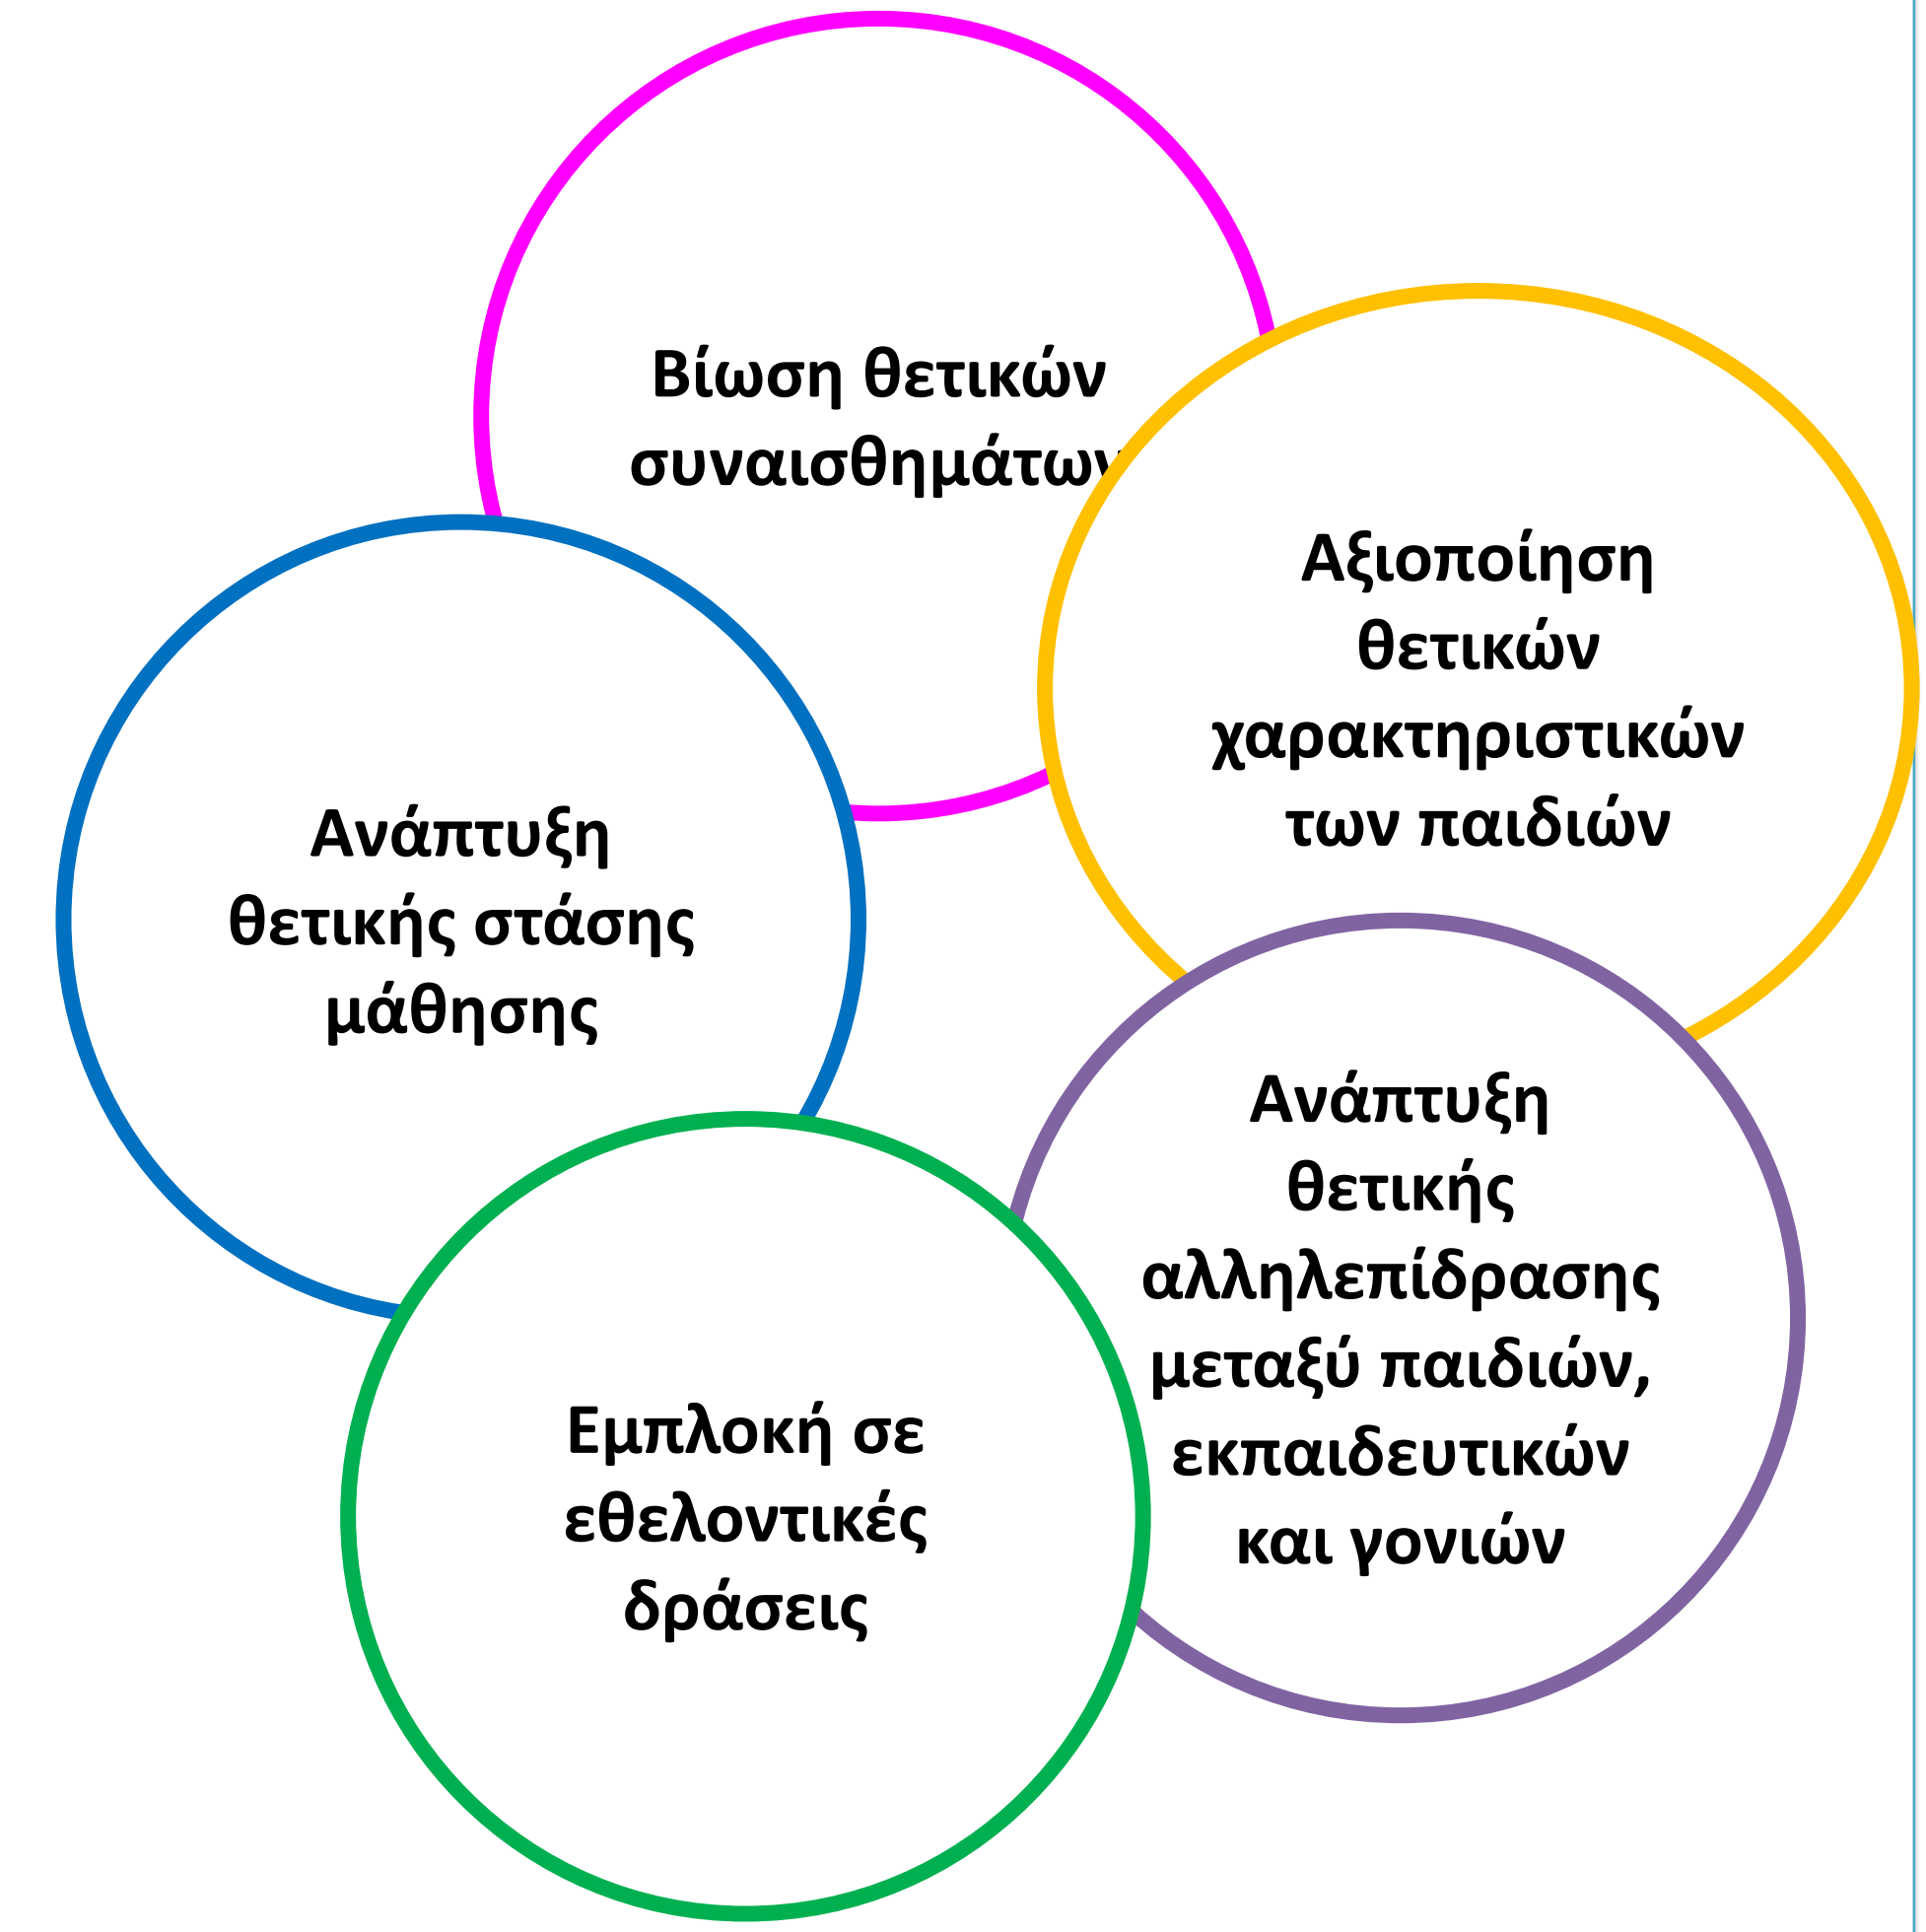 Βίωση θετικών
συναισθημάτων
Αξιοποίηση
θετικών
χαρακτηριστικών
των παιδιών
Ανάπτυξη
θετικής
αλληλεπίδρασης
μεταξύ παιδιών,
εκπαιδευτικών
και γονιών
Εμπλοκή σε
εθελοντικές
δράσεις
Ανάπτυξη
θετικής στάσης
μάθησης